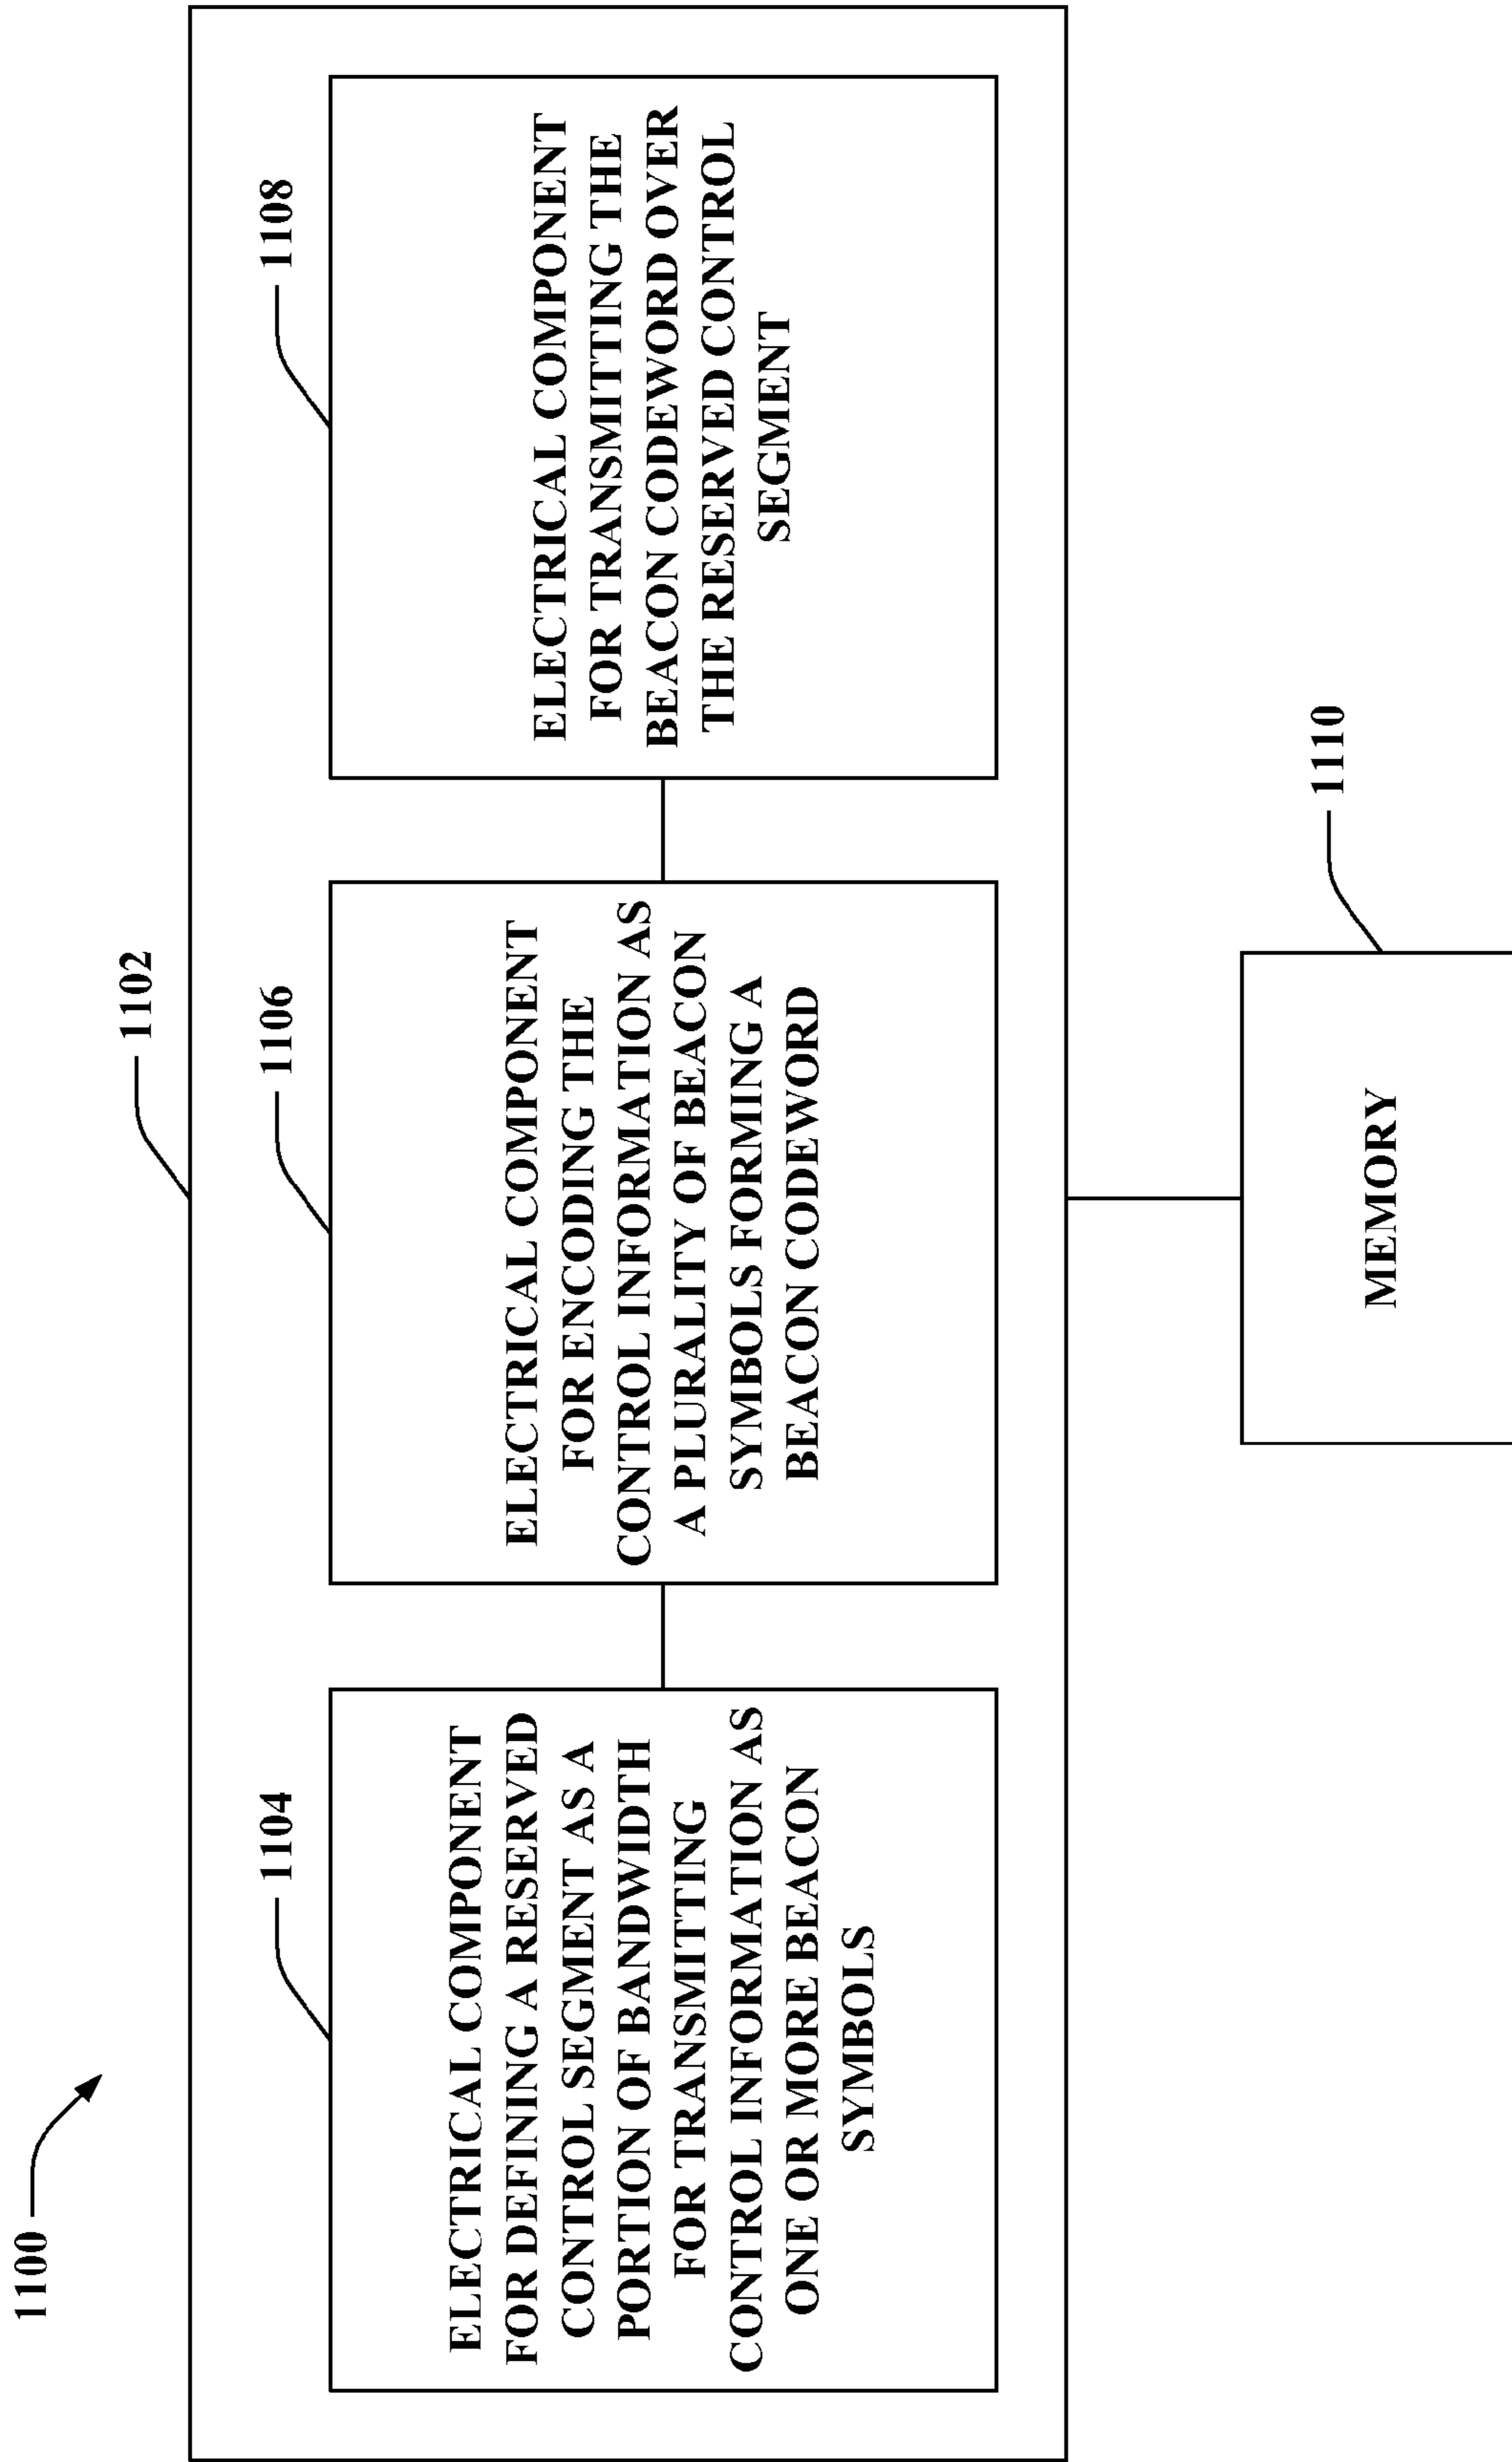 1100
1102
1104
ELECTRICAL COMPONENT
FOR DEFINING A RESERVED
CONTROL SEGMENT AS A
PORTION OF BANDWIDTH
FOR TRANSMITTING
CONTROL INFORMATION AS
ONE OR MORE BEACON
SYMBOLS
1106
ELECTRICAL COMPONENT
FOR ENCODING THE
CONTROL INFORMATION AS
A PLURALITY OF BEACON
SYMBOLS FORMING A
BEACON CODEWORD
1108
ELECTRICAL COMPONENT
FOR TRANSMITTING THE
BEACON CODEWORD OVER
THE RESERVED CONTROL
SEGMENT
1110
MEMORY